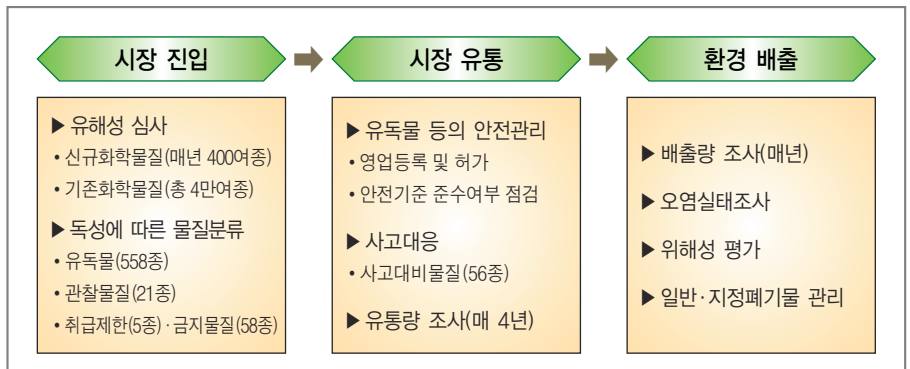 시장 진입
▶ 유해성 심사
• 신규화학물질(매년 400여종)
• 기존화학물질(총 4만여종)
▶ 독성에 따른 물질분류
• 유독물(558종)
• 관찰물질(21종)
• 취급제한(5종)·금지물질(58종)
시장 유통
▶ 유독물 등의 안전관리
• 영업등록 및 허가
• 안전기준 준수여부 점검
▶ 사고대응
• 사고대비물질(56종)
▶ 유통량 조사(매 4년)
환경 배출
▶ 배출량 조사(매년)
▶ 오염실태조사
▶ 위해성 평가
▶ 일반·지정폐기물 관리